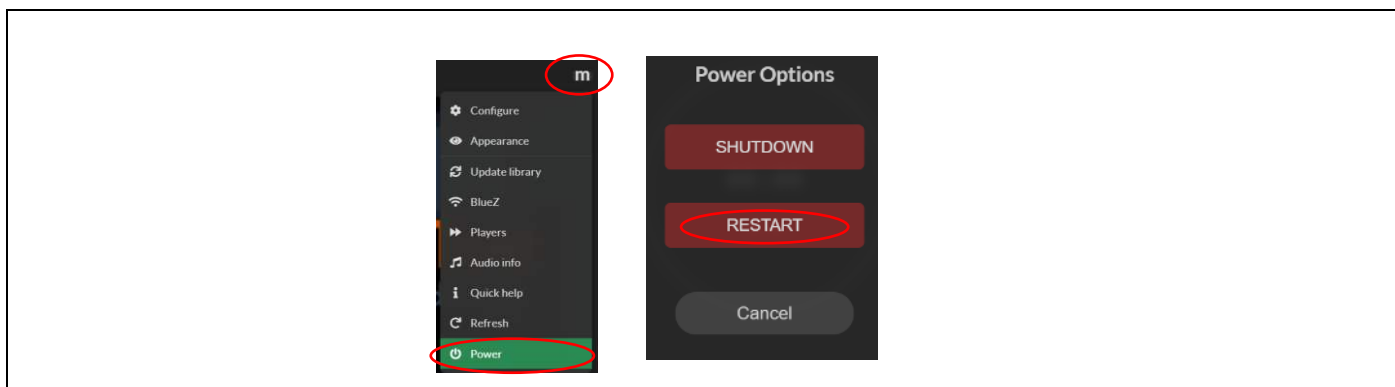 m
Configure
Appearance
Update library
BlueZ
Players
Audio info
Quick help
Refresh
Power
Power Options
SHUTDOWN
RESTART
Cancel